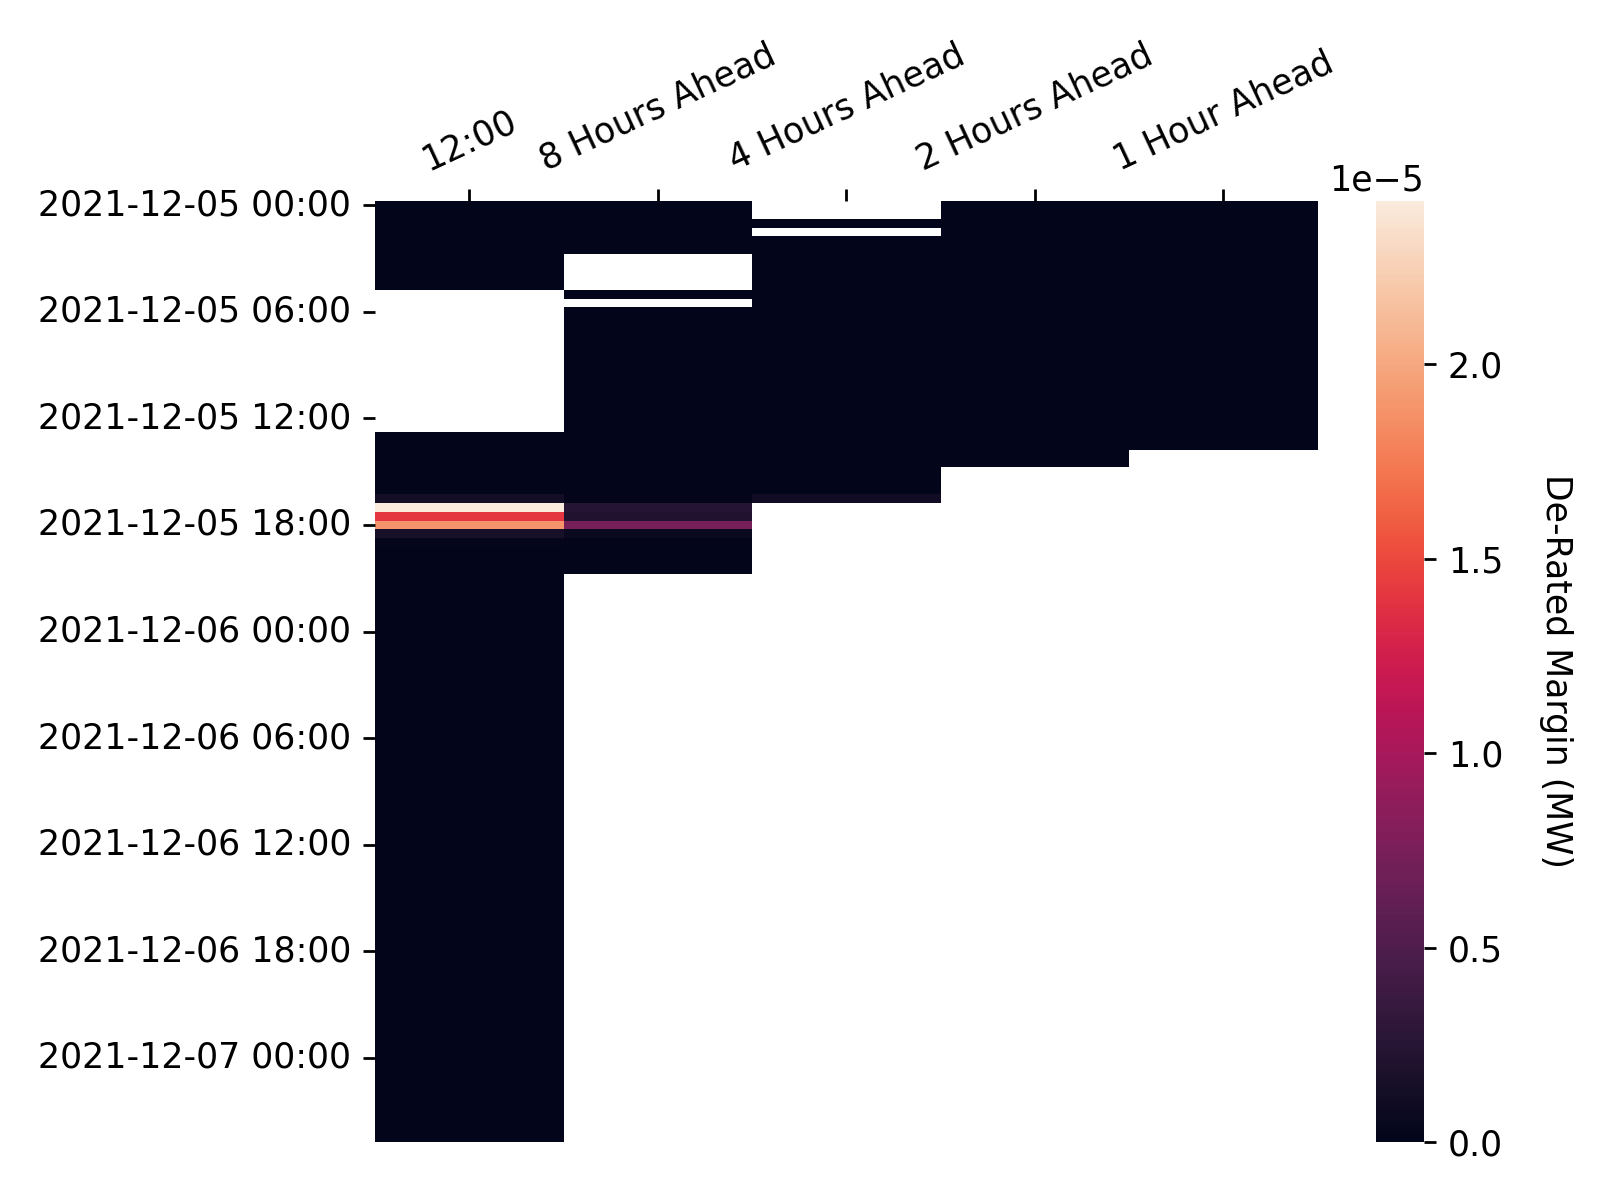 12:00
8 Hours Ahead
4 Hours Ahead
2 Hours Ahead
1 Hour Ahead
1e−5
2021-12-05 00:00
2021-12-05 06:00
2021-12-05 12:00
2021-12-05 18:00
2021-12-06 00:00
2021-12-06 06:00
2021-12-06 12:00
2021-12-06 18:00
2021-12-07 00:00
2.0
1.5
1.0
0.5
0.0
De-Rated Margin (MW)